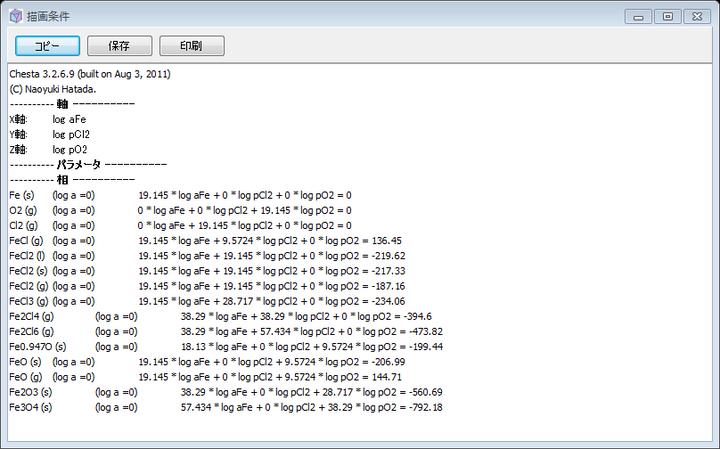 描画条件
コピー 保存 印刷
Chesta 3.2.6.9 (built on Aug 3, 2011)
(C) Naoyuki Hatada.
---------- 軸 ----------
X軸: log aFe
Y軸: log pCl2
Z軸: log pO2
---------- パラメータ ----------
---------- 相 ----------
Fe (s) (log a =0) 19.145 * log aFe + 0 * log pCl2 + 0 * log pO2 = 0
O2 (g) (log a =0) 0 * log aFe + 0 * log pCl2 + 19.145 * log pO2 = 0
Cl2 (g) (log a =0) 0 * log aFe + 19.145 * log pCl2 + 0 * log pO2 = 0
FeCl (g) (log a =0) 19.145 * log aFe + 9.5724 * log pCl2 + 0 * log pO2 = 136.45
FeCl2 (l) (log a =0) 19.145 * log aFe + 19.145 * log pCl2 + 0 * log pO2 = -219.62
FeCl2 (s) (log a =0) 19.145 * log aFe + 19.145 * log pCl2 + 0 * log pO2 = -217.33
FeCl2 (g) (log a =0) 19.145 * log aFe + 19.145 * log pCl2 + 0 * log pO2 = -187.16
FeCl3 (g) (log a =0) 19.145 * log aFe + 28.717 * log pCl2 + 0 * log pO2 = -234.06
Fe2Cl4 (g) (log a =0) 38.29 * log aFe + 38.29 * log pCl2 + 0 * log pO2 = -394.6
Fe2Cl6 (g) (log a =0) 38.29 * log aFe + 57.434 * log pCl2 + 0 * log pO2 = -473.82
Fe0.947O (s) (log a =0) 18.13 * log aFe + 0 * log pCl2 + 9.5724 * log pO2 = -199.44
FeO (s) (log a =0) 19.145 * log aFe + 0 * log pCl2 + 9.5724 * log pO2 = -206.99
FeO (g) (log a =0) 19.145 * log aFe + 0 * log pCl2 + 9.5724 * log pO2 = 144.71
Fe2O3 (s) (log a =0) 38.29 * log aFe + 0 * log pCl2 + 28.717 * log pO2 = -560.69
Fe3O4 (s) (log a =0) 57.434 * log aFe + 0 * log pCl2 + 38.29 * log pO2 = -792.18